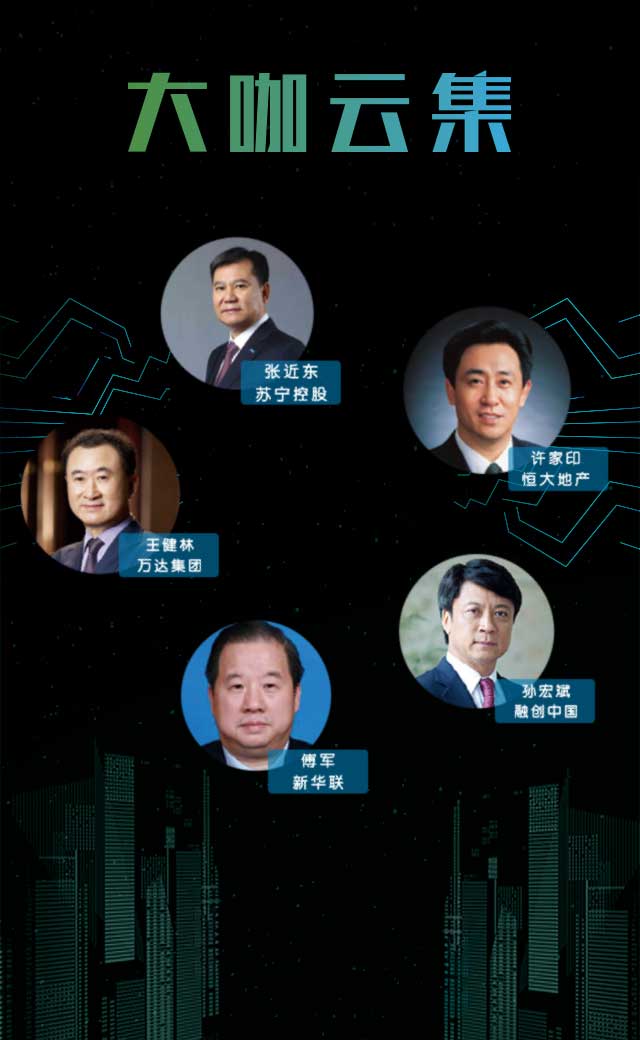 大咖云集
张近东
苏宁控股
许家印
恒大地产
王健林
万达集团
孙宏斌
融创中国
傅军
新华联